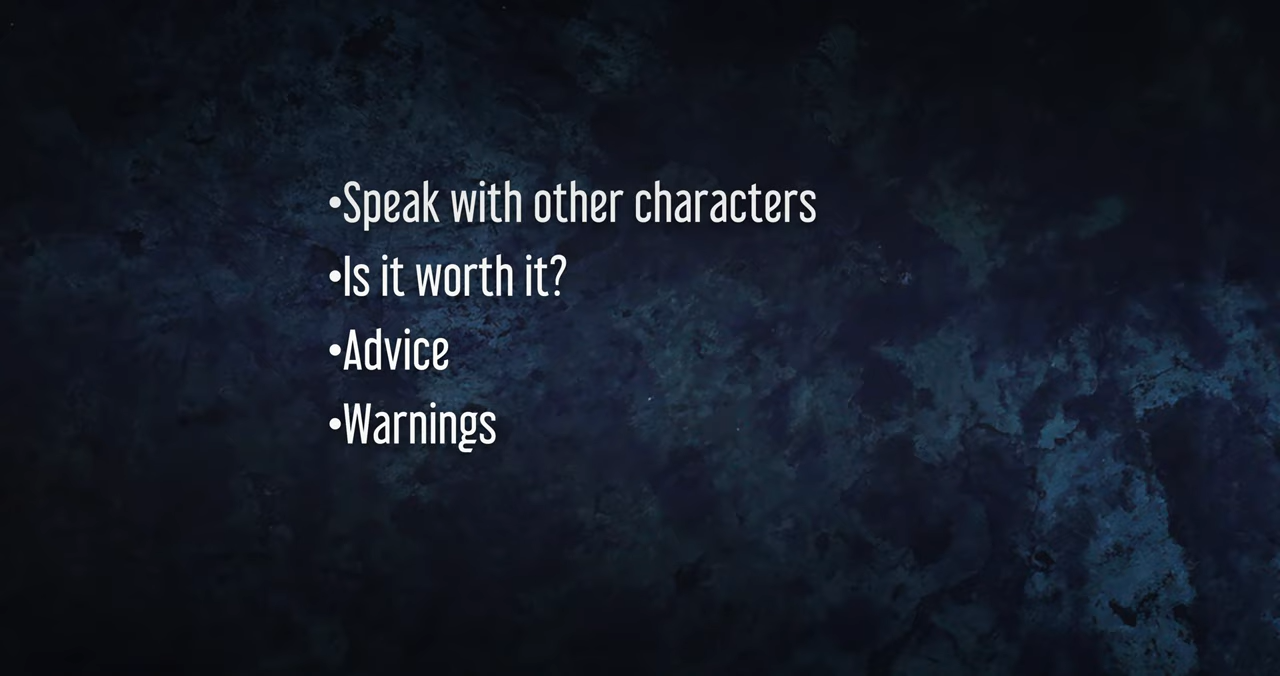 •Speak with other characters
•Is it worth it?
•Advice
•Warnings